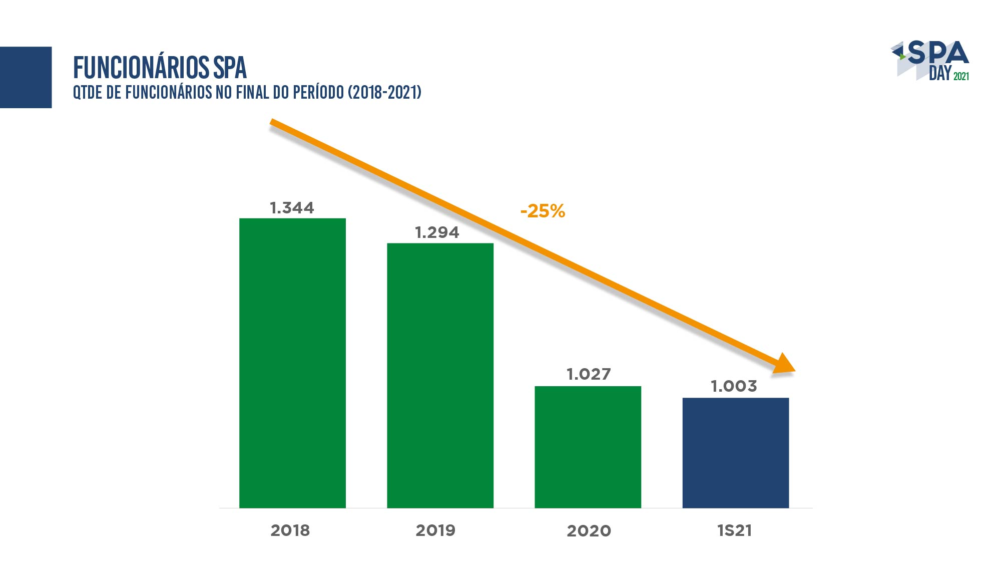 FUNCIONÁRIOS SPA
QTDE DE FUNCIONÁRIOS NO FINAL DO PERÍODO (2018-2021)
SPA
DAY 2021
-25%
1.344
1.294
1.027
1.003
2018
2019
2020
1S21